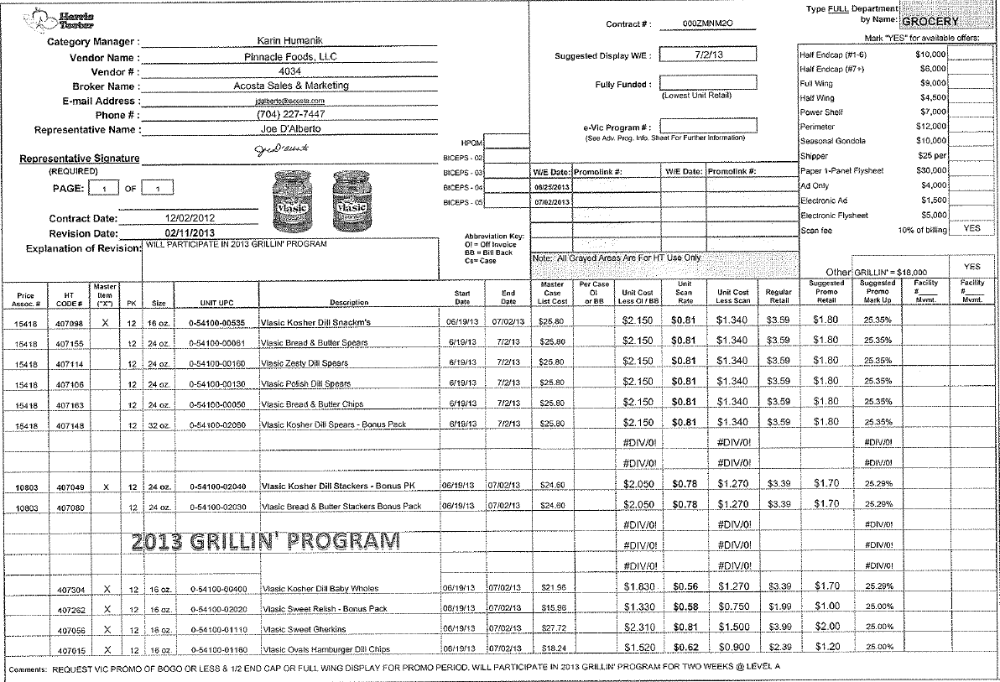 Harris Teeter
Type FULL Department by Name: GROCERY
Category Manager : Karin Humanik
Vendor Name : Pinnacle Foods, LLC
Vendor # : 4034
Broker Name : Acosta Sales & Marketing
E-mail Address : jdalberto@acosta.com
Phone # : (704) 227-7447
Representative Name : Joe D'Alberto
Representative Signature
(REQUIRED)
PAGE: 1 OF 1
Vlasic Vlasic
Contract Date: 12/02/2012
Revision Date: 02/11/2013
Explanation of Revision: WILL PARTICIPATE IN 2013 GRILLIN' PROGRAM
HPQM
BICEPS - 02
BICEPS - 03
BICEPS - 04
BICEPS - 05
Abbreviation Key:
OI = Off Invoice
BB = Bill Back
Cs= Case
Contract # : 000ZMNM2O
Suggested Display W/E : 7/2/13
Fully Funded :
(Lowest Unit Retail)
e-Vic Program # :
(See Adv. Prog. Info. Sheet For Further Information)
W/E Date: Promolink #: W/E Date: Promolink #:
06/25/2013
07/02/2013
Note: All Grayed Areas Are For HT Use Only
Mark "YES" for available offers:
Half Endcap (#1-6) $10,000
Half Endcap (#7+) $6,000
Full Wing $9,000
Half Wing $4,500
Power Shelf $7,000
Perimeter $12,000
Seasonal Gondola $10,000
Shipper $25 per
Paper 1-Panel Flysheet $30,000
Ad Only $4,000
Electronic Ad $1,500
Electronic Flysheet $5,000
Scan fee 10% of billing YES
Other GRILLIN' = $18,000 YES
Price Assoc. # HT CODE # Master Item ("X") PK Size UNIT UPC Description Start Date End Date Master Case List Cost Per Case OI or BB Unit Cost Less OI / BB Unit Scan Rate Unit Cost Less Scan Regular Retail Suggested Promo Retail Suggested Promo Mark Up Facility # Mvmt. Facility # Mvmt.
15418 407098 X 12 16 oz. 0-54100-00535 Vlasic Kosher Dill Snackm's 06/19/13 07/02/13 $25.80 $2.150 $0.81 $1.340 $3.59 $1.80 25.35%
15418 407155 12 24 oz. 0-54100-00061 Vlasic Bread & Butter Spears 6/19/13 7/2/13 $25.80 $2.150 $0.81 $1.340 $3.59 $1.80 25.35%
15418 407114 12 24 oz. 0-54100-00160 Vlasic Zesty Dill Spears 6/19/13 7/2/13 $25.80 $2.150 $0.81 $1.340 $3.59 $1.80 25.35%
15418 407106 12 24 oz. 0-54100-00130 Vlasic Polish Dill Spears 6/19/13 7/2/13 $25.80 $2.150 $0.81 $1.340 $3.59 $1.80 25.35%
15418 407163 12 24 oz. 0-54100-00050 Vlasic Bread & Butter Chips 6/19/13 7/2/13 $25.80 $2.150 $0.81 $1.340 $3.59 $1.80 25.35%
15418 407148 12 32 oz. 0-54100-02060 Vlasic Kosher Dill Spears - Bonus Pack 6/19/13 7/2/13 $25.80 $2.150 $0.81 $1.340 $3.59 $1.80 25.35%
#DIV/0! #DIV/0! #DIV/0!
#DIV/0! #DIV/0! #DIV/0!
10803 407049 X 12 24 oz. 0-54100-02040 Vlasic Kosher Dill Stackers - Bonus PK 06/19/13 07/02/13 $24.60 $2.050 $0.78 $1.270 $3.39 $1.70 25.29%
10803 407080 12 24 oz. 0-54100-02030 Vlasic Bread & Butter Stackers Bonus Pack 06/19/13 07/02/13 $24.60 $2.050 $0.78 $1.270 $3.39 $1.70 25.29%
#DIV/0! #DIV/0! #DIV/0!
2013 GRILLIN' PROGRAM #DIV/0! #DIV/0! #DIV/0!
#DIV/0! #DIV/0! #DIV/0!
407304 X 12 16 oz. 0-54100-00400 Vlasic Kosher Dill Baby Wholes 06/19/13 07/02/13 $21.96 $1.830 $0.56 $1.270 $3.39 $1.70 25.29%
407262 X 12 16 oz. 0-54100-02020 Vlasic Sweet Relish - Bonus Pack 06/19/13 07/02/13 $15.96 $1.330 $0.58 $0.750 $1.99 $1.00 25.00%
407056 X 12 16 oz. 0-54100-01110 Vlasic Sweet Gherkins 06/19/13 07/02/13 $27.72 $2.310 $0.81 $1.500 $3.99 $2.00 25.00%
407015 X 12 16 oz. 0-54100-01160 Vlasic Ovals Hamburger Dill Chips 06/19/13 07/02/13 $18.24 $1.520 $0.62 $0.900 $2.39 $1.20 25.00%
Comments: REQUEST VIC PROMO OF BOGO OR LESS & 1/2 END CAP OR FULL WING DISPLAY FOR PROMO PERIOD. WILL PARTICIPATE IN 2013 GRILLIN' PROGRAM FOR TWO WEEKS @ LEVEL A